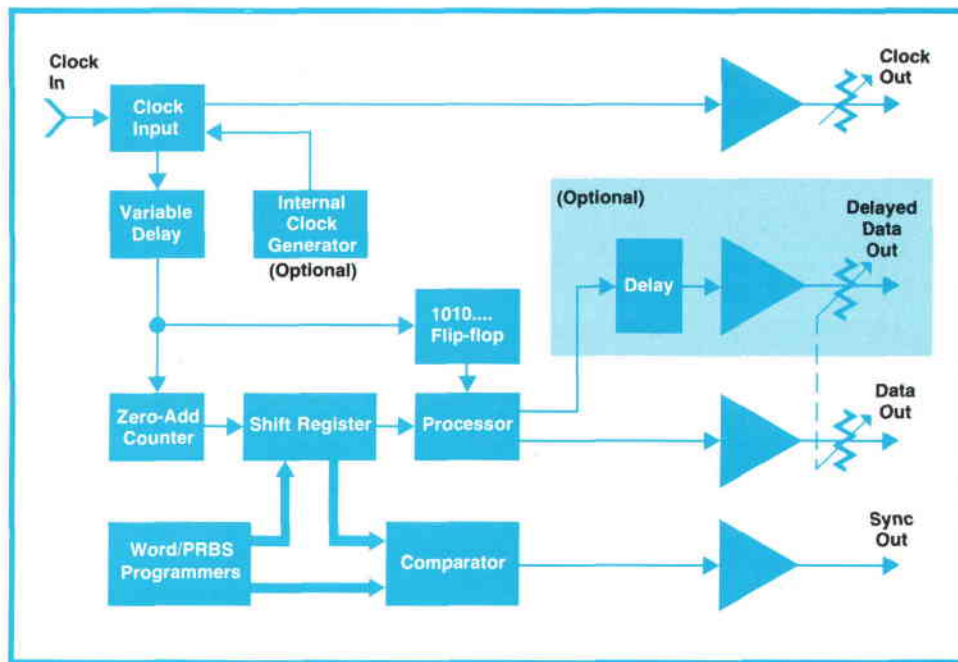 Clock
In
Clock
Input
Clock
Out
Variable
Delay
Internal
Clock
Generator
(Optional)
(Optional)
Delayed
Data
Out
Delay
1010....
Flip-flop
Zero-Add
Counter
Shift Register
Processor
Data
Out
Word/PRBS
Programmers
Comparator
Sync
Out